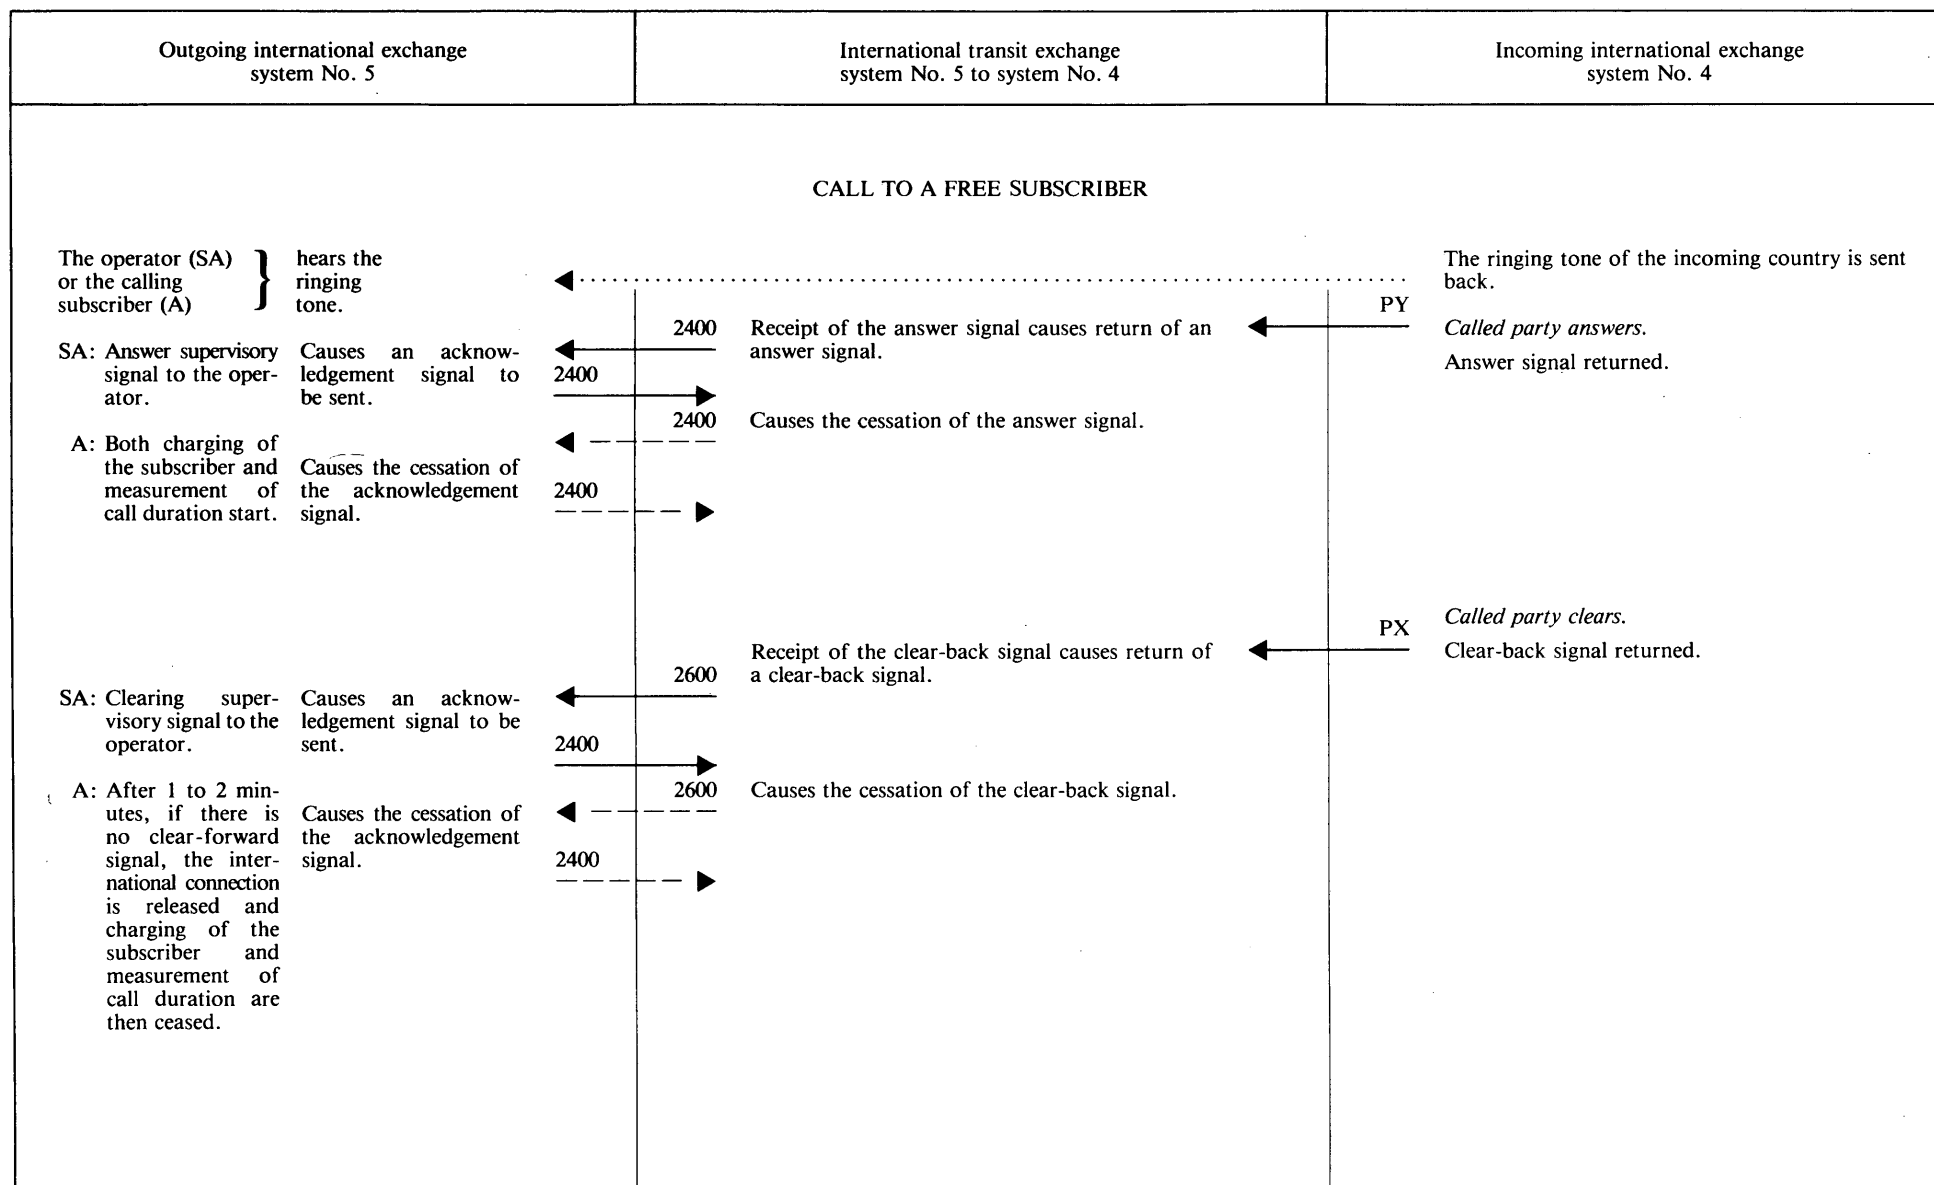 Outgoing international exchange
system No. 5
International transit exchange
system No. 5 to system No. 4
Incoming international exchange
system No. 4
CALL TO A FREE SUBSCRIBER
The operator (SA)
or the calling
subscriber (A)
}
hears the
ringing
tone.
The ringing tone of the incoming country is sent
back.
PY
Called party answers.
Answer signal returned.
2400
Receipt of the answer signal causes return of an
answer signal.
SA: Answer supervisory
signal to the oper-
ator.
Causes an acknow-
ledgement signal to
be sent.
2400
2400
Causes the cessation of the answer signal.
A: Both charging of
the subscriber and
measurement of
call duration start.
Causes the cessation of
the acknowledgement
signal.
2400
Called party clears.
PX
Clear-back signal returned.
Receipt of the clear-back signal causes return of
a clear-back signal.
2600
SA: Clearing super-
visory signal to the
operator.
Causes an acknow-
ledgement signal to be
sent.
2400
2600
Causes the cessation of the clear-back signal.
A: After 1 to 2 min-
utes, if there is
no clear-forward
signal, the inter-
national connection
is released and
charging of the
subscriber and
measurement of
call duration are
then ceased.
Causes the cessation of
the acknowledgement
signal.
2400